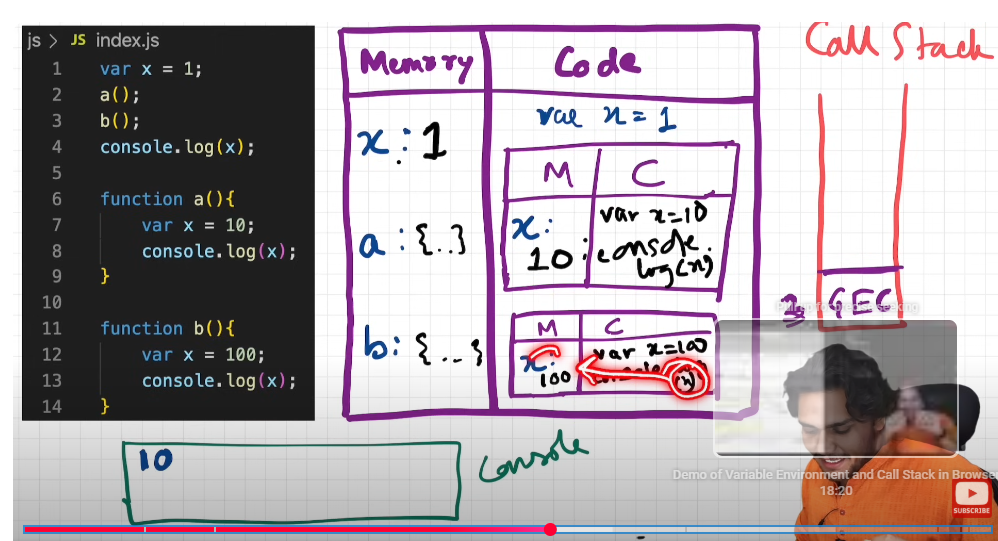 js > JS index.js
1 var x = 1;
2 a();
3 b();
4 console.log(x);
5
6 function a(){
7 var x = 10;
8 console.log(x);
9 }
10
11 function b(){
12 var x = 100;
13 console.log(x);
14 }
Memory Code
x : 1
var x = 1
M C
x : 10
var x=10
console.
log(x);
a : {..}
b : {...}
M C
x : 100
var x=100
(x)
Call Stack
GEC
10
Console
Demo of Variable Environment and Call Stack in Browse
18:20
SUBSCRIBE